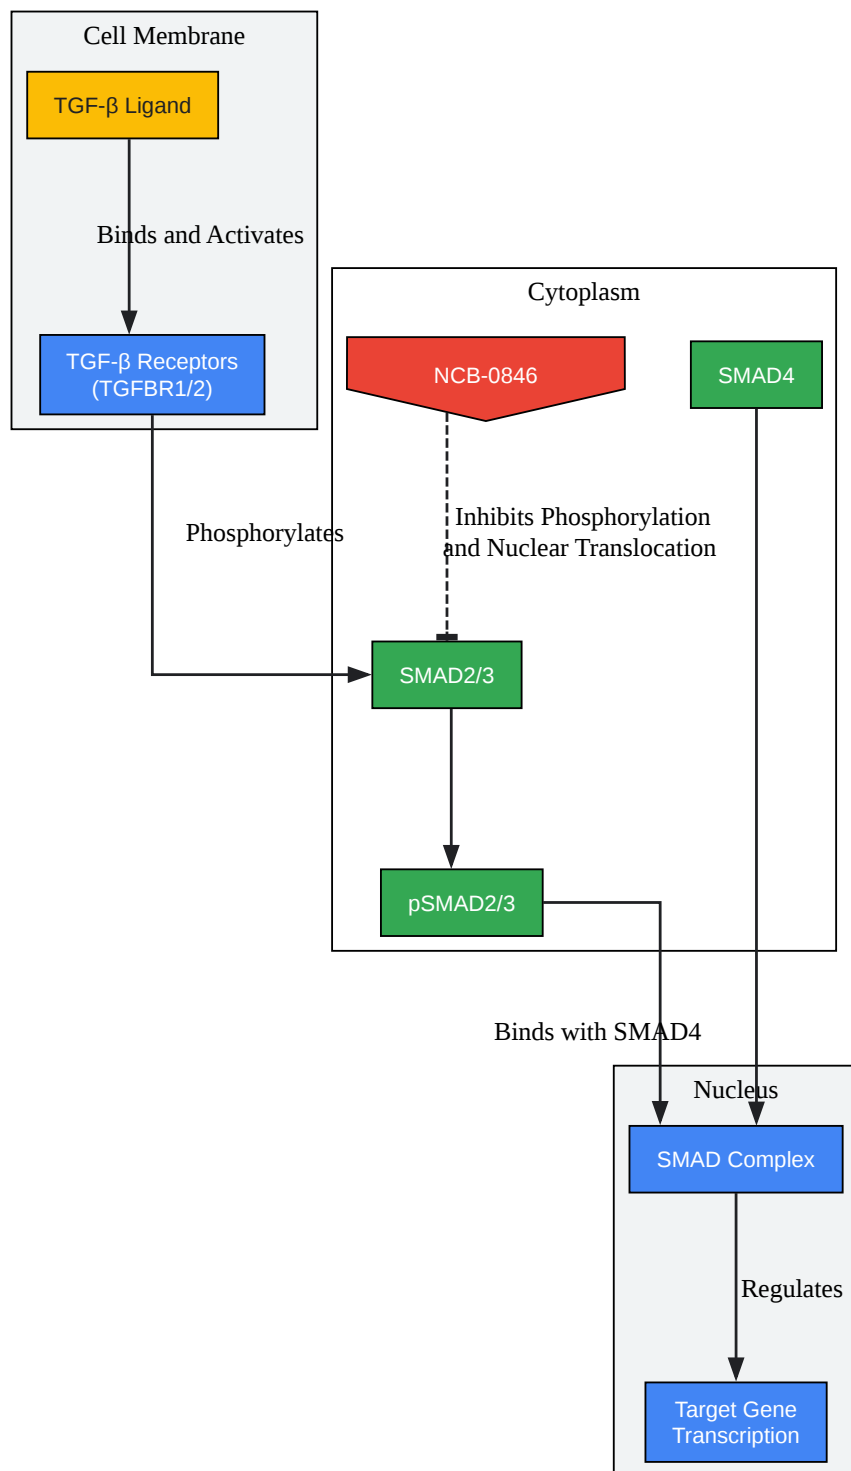 Cell Membrane
TGF-β Ligand
Binds and Activates
TGF-β Receptors
(TGFBR1/2)
Phosphorylates
Cytoplasm
NCB-0846
SMAD4
Inhibits Phosphorylation
and Nuclear Translocation
SMAD2/3
pSMAD2/3
Binds with SMAD4
Nucleus
SMAD Complex
Regulates
Target Gene
Transcription